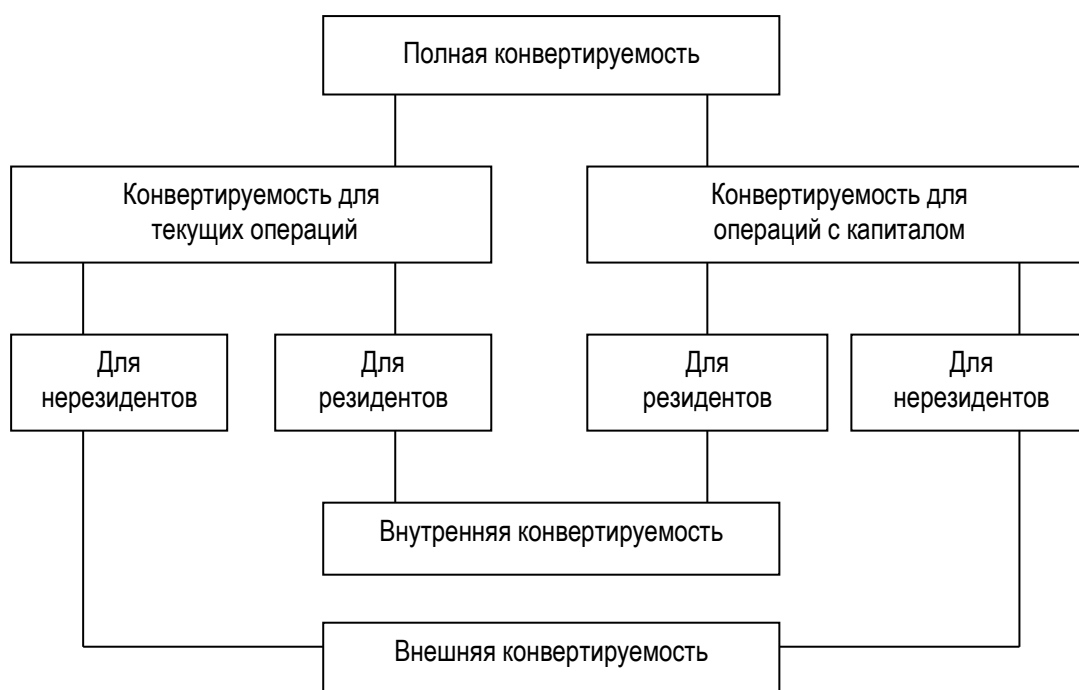 Полная конвертируемость
Конвертируемость для
текущих операций
Конвертируемость для
операций с капиталом
Для
нерезидентов
Для
резидентов
Для
резидентов
Для
нерезидентов
Внутренняя конвертируемость
Внешняя конвертируемость